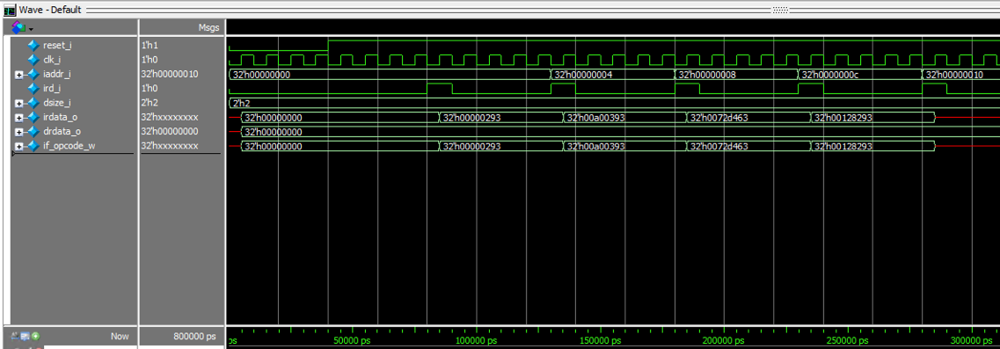 Wave - Default
Msgs
reset_i 1'h1
clk_i 1'h0
iaddr_i 32'h00000010 32'h00000000 32'h00000004 32'h00000008 32'h0000000c 32'h00000010
ird_i 1'h0
dsize_i 2'h2 2'h2
irdata_o 32'hxxxxxxxx 32'h00000000 32'h00000293 32'h00a00393 32'h0072d463 32'h00128293
drdata_o 32'h00000000 32'h00000000
if_opcode_w 32'hxxxxxxxx 32'h00000000 32'h00000293 32'h00a00393 32'h0072d463 32'h00128293
Now 800000 ps ps 50000 ps 100000 ps 150000 ps 200000 ps 250000 ps 300000 ps